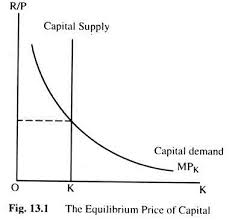 R/P
Capital Supply
Capital demand
MPK
O
K
K
Fig. 13.1 The Equilibrium Price of Capital